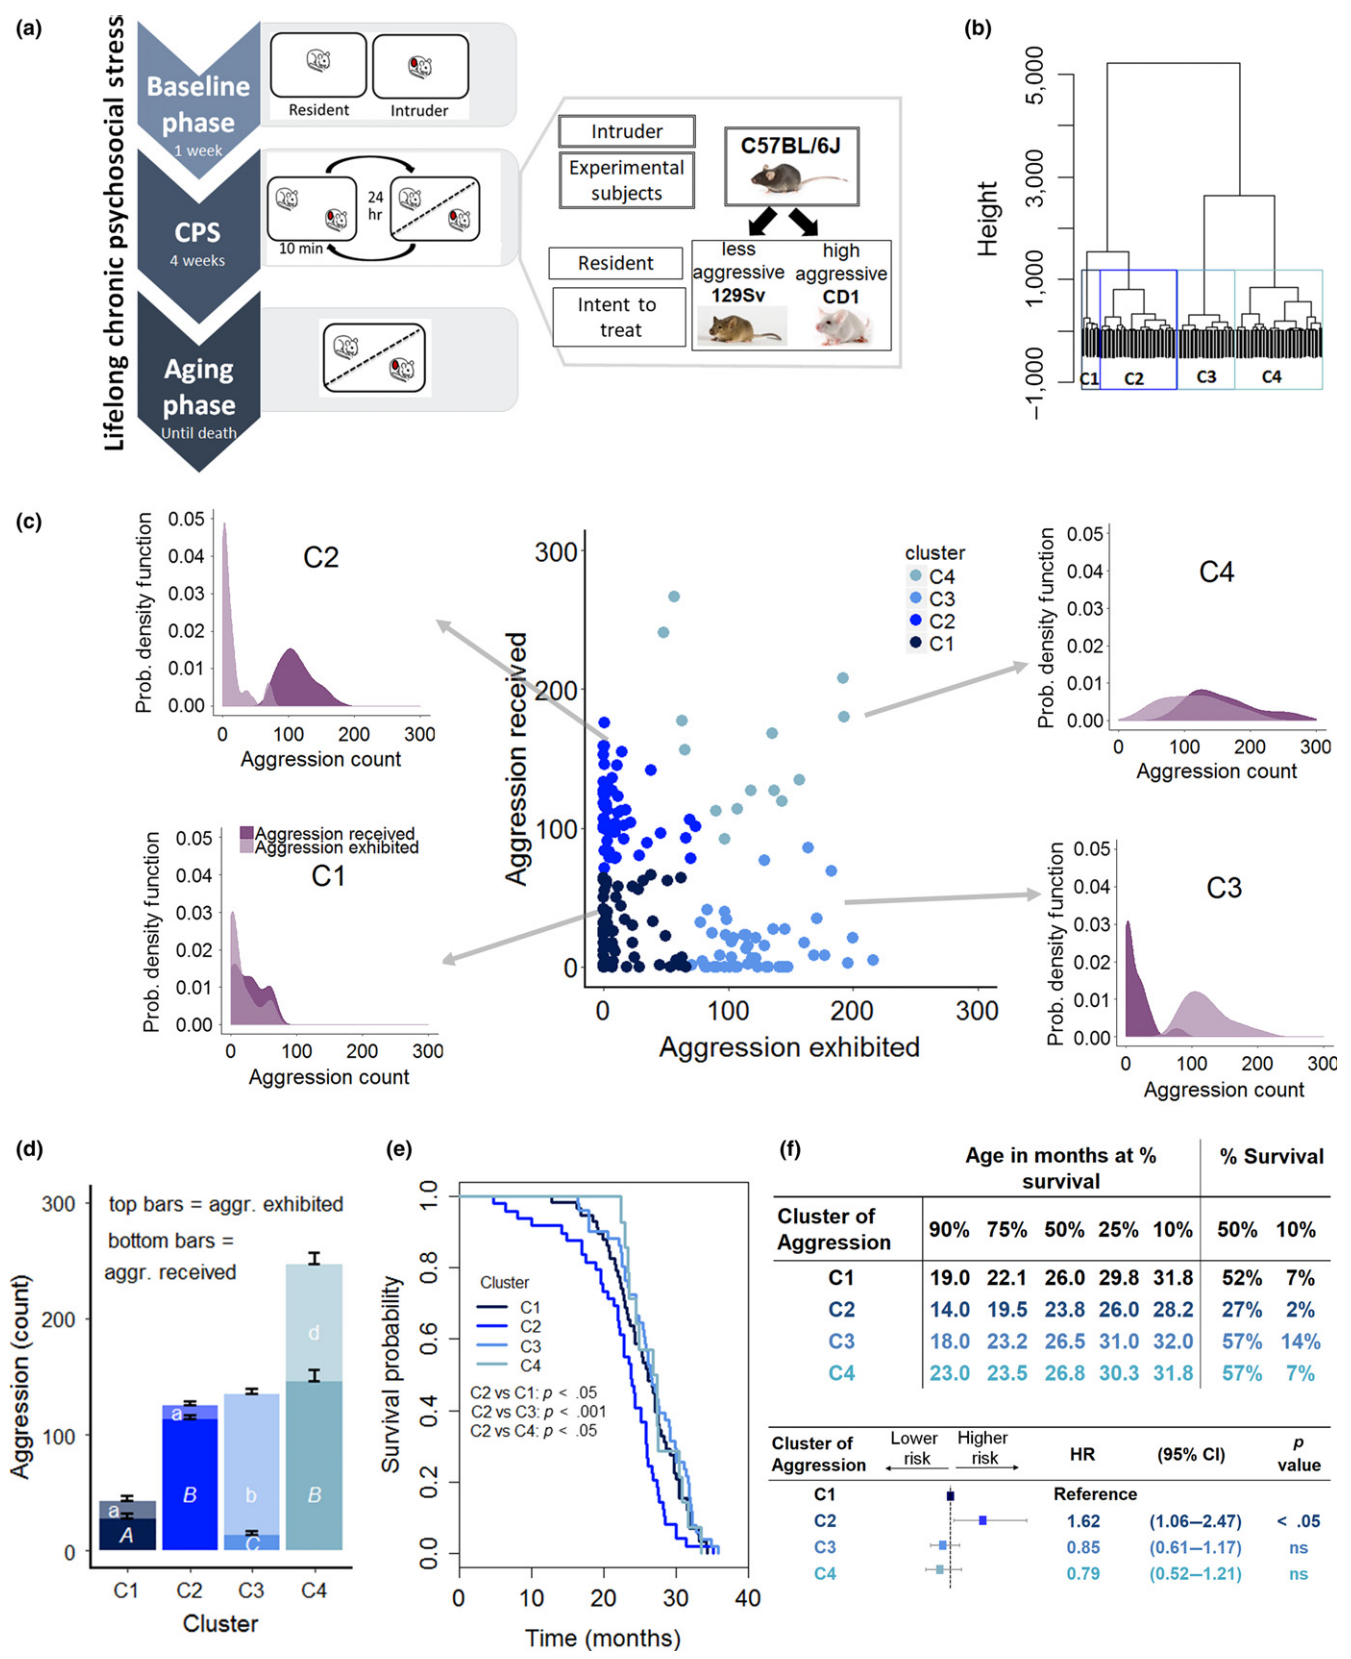 (a)
Lifelong chronic psychosocial stress
Baseline
phase
1 week
CPS
4 weeks
Aging
phase
Until death
Resident
Intruder
24
hr
10 min
Intruder
Experimental
subjects
Resident
Intent to
treat
C57BL/6J
less
aggressive
129Sv
high
aggressive
CD1
(b)
Height
5,000
3,000
1,000
−1,000
C1
C2
C3
C4
(c)
Prob. density function
0.05
0.04
0.03
0.02
0.01
0.00
C2
0 100 200 300
Aggression count
Prob. density function
0.05
0.04
0.03
0.02
0.01
0.00
Aggression received
Aggression exhibited
C1
0 100 200 300
Aggression count
Aggression received
300
200
100
0
0 100 200 300
Aggression exhibited
cluster
C4
C3
C2
C1
Prob. density function
0.05
0.04
0.03
0.02
0.01
0.00
C4
0 100 200 300
Aggression count
Prob. density function
0.05
0.04
0.03
0.02
0.01
0.00
C3
0 100 200 300
Aggression count
(d)
Aggression (count)
300
200
100
0
top bars = aggr. exhibited
bottom bars =
aggr. received
a
A
a
B
b
C
d
B
C1 C2 C3 C4
Cluster
(e)
Survival probability
1.0
0.8
0.6
0.4
0.2
0.0
Cluster
C1
C2
C3
C4
C2 vs C1: p < .05
C2 vs C3: p < .001
C2 vs C4: p < .05
0 10 20 30 40
Time (months)
(f)
Age in months at %
survival
% Survival
Cluster of
Aggression
90% 75% 50% 25% 10% 50% 10%
C1 19.0 22.1 26.0 29.8 31.8 52% 7%
C2 14.0 19.5 23.8 26.0 28.2 27% 2%
C3 18.0 23.2 26.5 31.0 32.0 57% 14%
C4 23.0 23.5 26.8 30.3 31.8 57% 7%
Cluster of
Aggression
Lower
risk
Higher
risk
HR
(95% CI)
p
value
C1 Reference
C2 1.62 (1.06–2.47) < .05
C3 0.85 (0.61–1.17) ns
C4 0.79 (0.52–1.21) ns